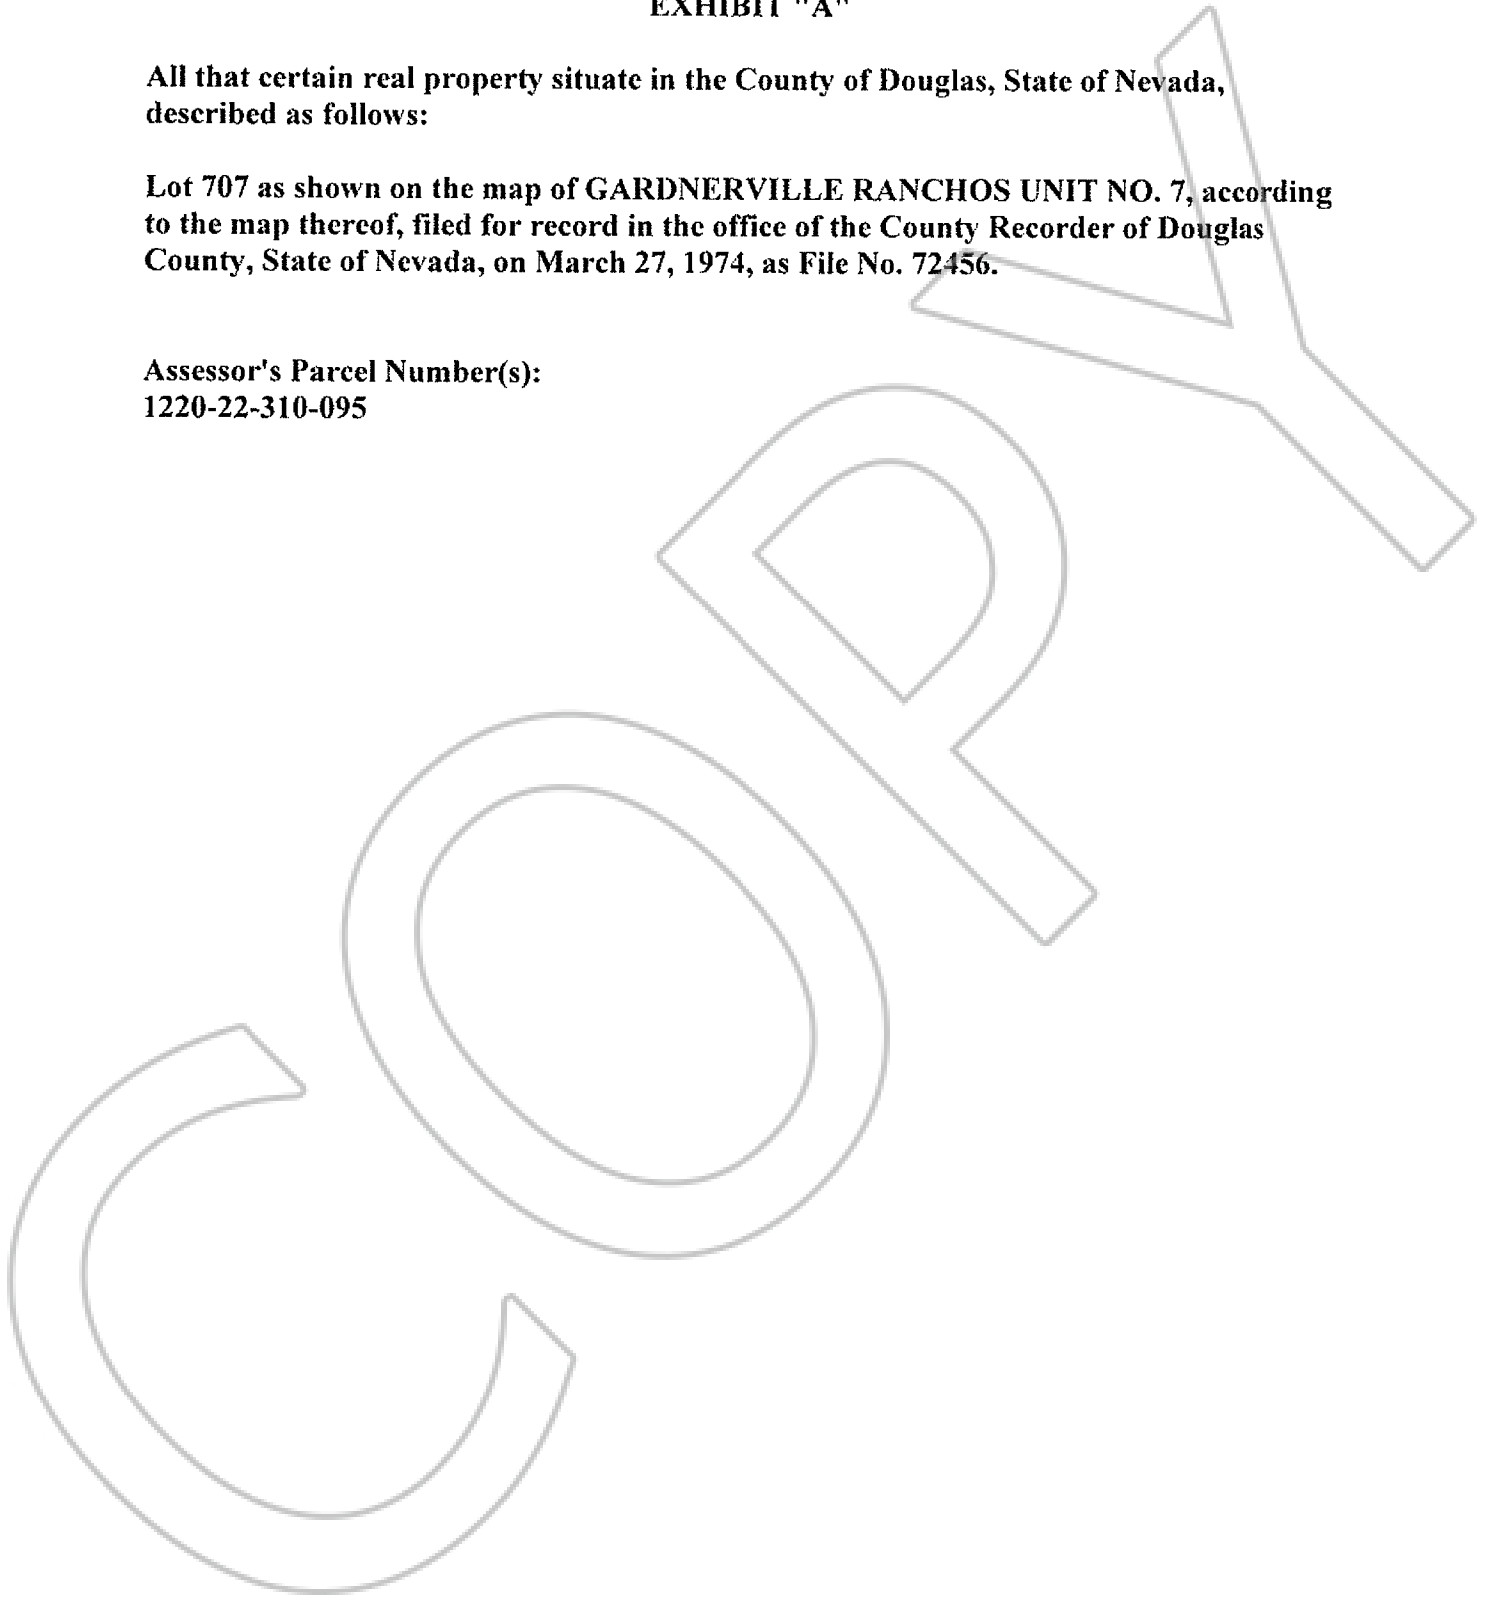 EXHIBIT "A"
All that certain real property situate in the County of Douglas, State of Nevada,
described as follows:
Lot 707 as shown on the map of GARDNERVILLE RANCHOS UNIT NO. 7, according
to the map thereof, filed for record in the office of the County Recorder of Douglas
County, State of Nevada, on March 27, 1974, as File No. 72456.
Assessor's Parcel Number(s):
1220-22-310-095
COPY